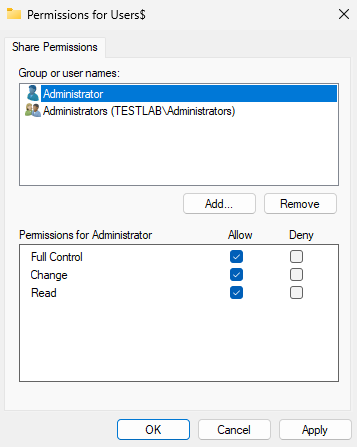 Permissions for Users$
Share Permissions
Group or user names:
Administrator
Administrators (TESTLAB\Administrators)
Add...
Remove
Permissions for Administrator
Allow
Deny
Full Control
Change
Read
OK
Cancel
Apply